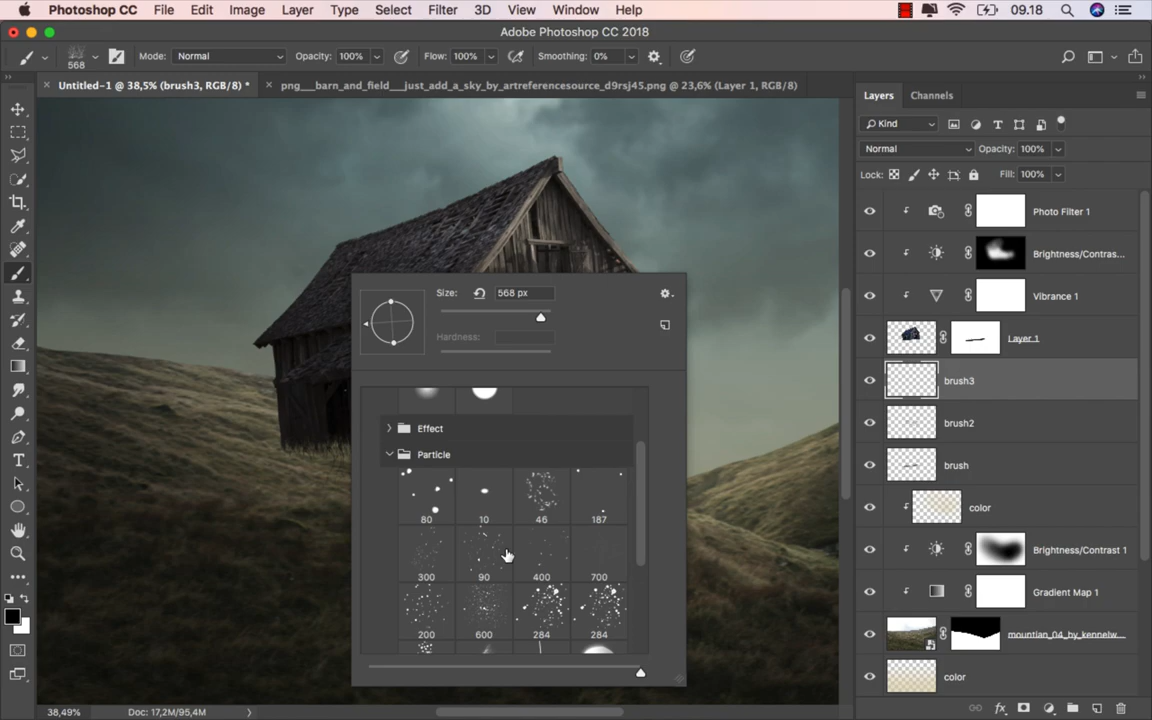 Photoshop CC File Edit Image Layer Type Select Filter 3D View Window Help 09.18
Adobe Photoshop CC 2018
568 Mode: Normal Opacity: 100% Flow: 100% Smoothing: 0%
Untitled-1 @ 38,5% (brush3, RGB/8) * png__barn_and_field__just_add_a_sky_by_artreferencesource_d9rsj45.png @ 23,6% (Layer 1, RGB/8)
Layers Channels
Kind
Normal Opacity: 100%
Lock: Fill: 100%
Photo Filter 1
Brightness/Contras...
Vibrance 1
Layer 1
brush3
brush2
brush
color
Brightness/Contrast 1
Gradient Map 1
mountian_04_by_kennelw...
color
Size: 568 px
Hardness:
Effect
Particle
80 10 46 187
300 90 400 700
200 600 284 284
38,49% Doc: 17,2M/95,4M